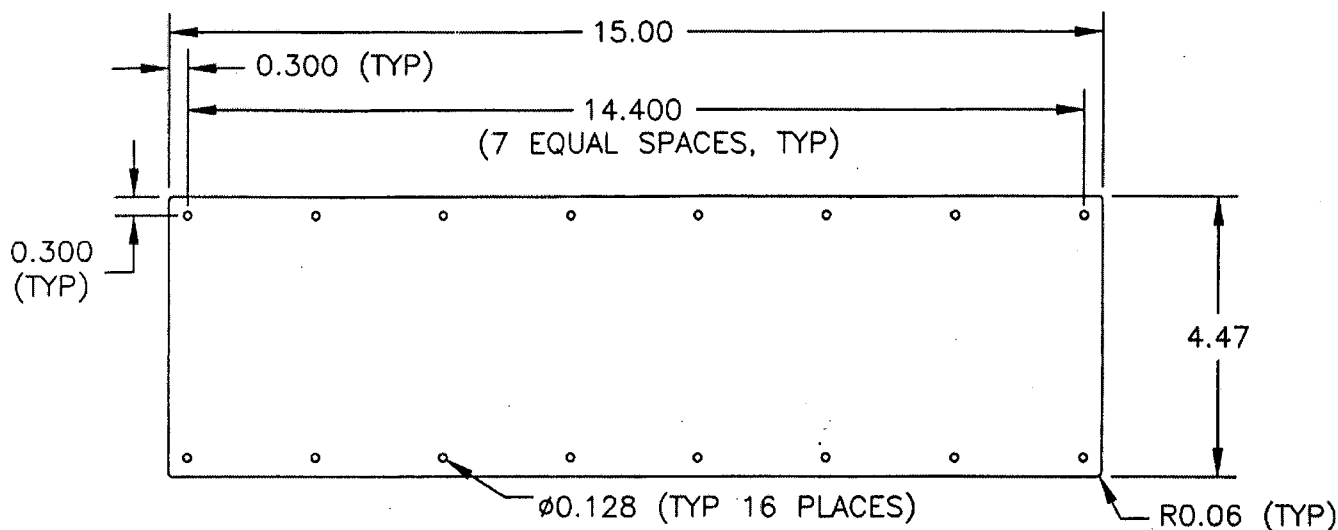 15.00
0.300 (TYP)
14.400
(7 EQUAL SPACES, TYP)
0.300
(TYP)
4.47
ø0.128 (TYP 16 PLACES)
R0.06 (TYP)